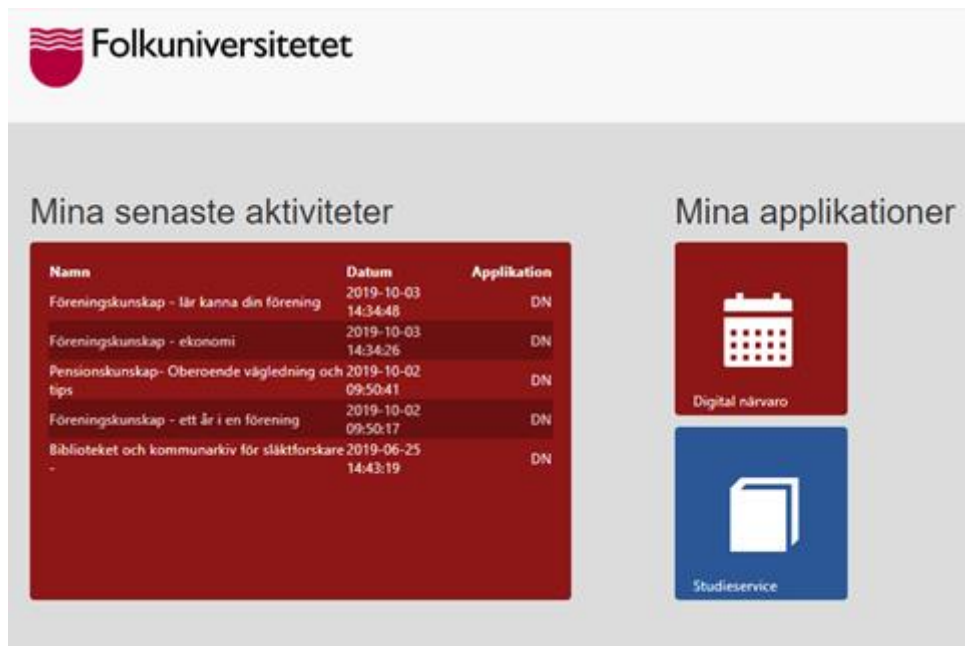 Folkuniversitetet
Mina senaste aktiviteter
Namn Datum Applikation
Föreningskunskap - lär kanna din förening 2019-10-03 14:34:48 DN
Föreningskunskap - ekonomi 2019-10-03 14:34:26 DN
Pensionskunskap- Oberoende vägledning och tips 2019-10-02 09:50:41 DN
Föreningskunskap - ett år i en förening 2019-10-02 09:50:17 DN
Biblioteket och kommunarkiv för släktforskare - 2019-06-25 14:43:19 DN
Mina applikationer
Digital närvaro
Studieservice